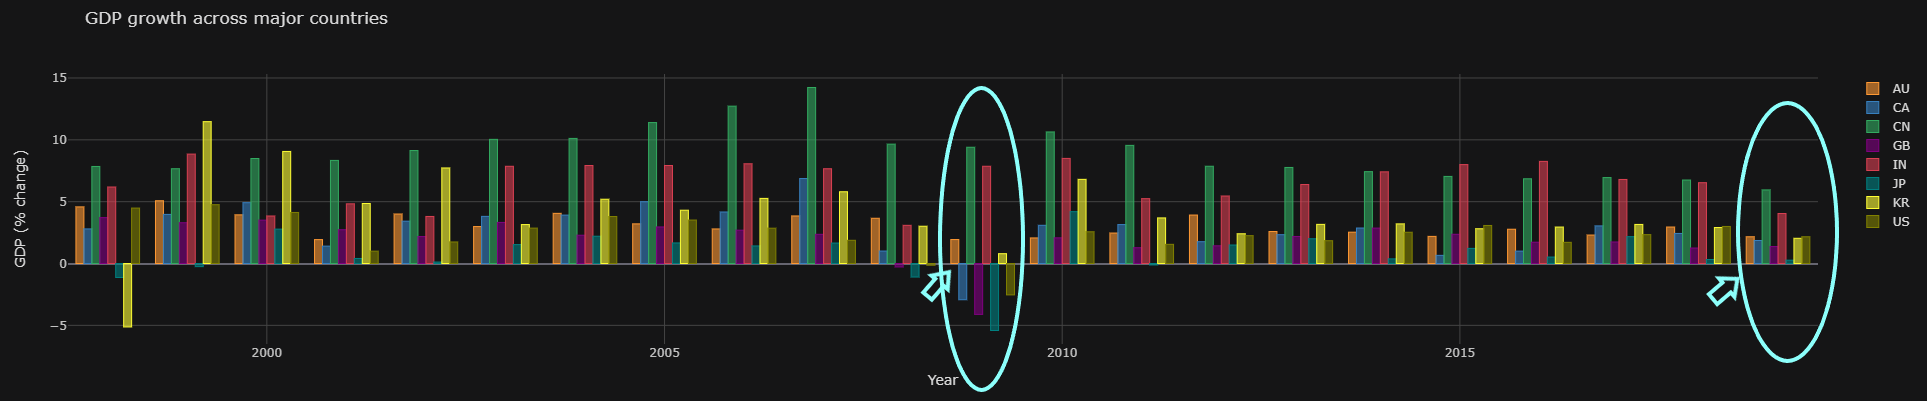 GDP growth across major countries
15
10
5
0
−5
GDP (% change)
2000
2005
2010
2015
Year
AU
CA
CN
GB
IN
JP
KR
US